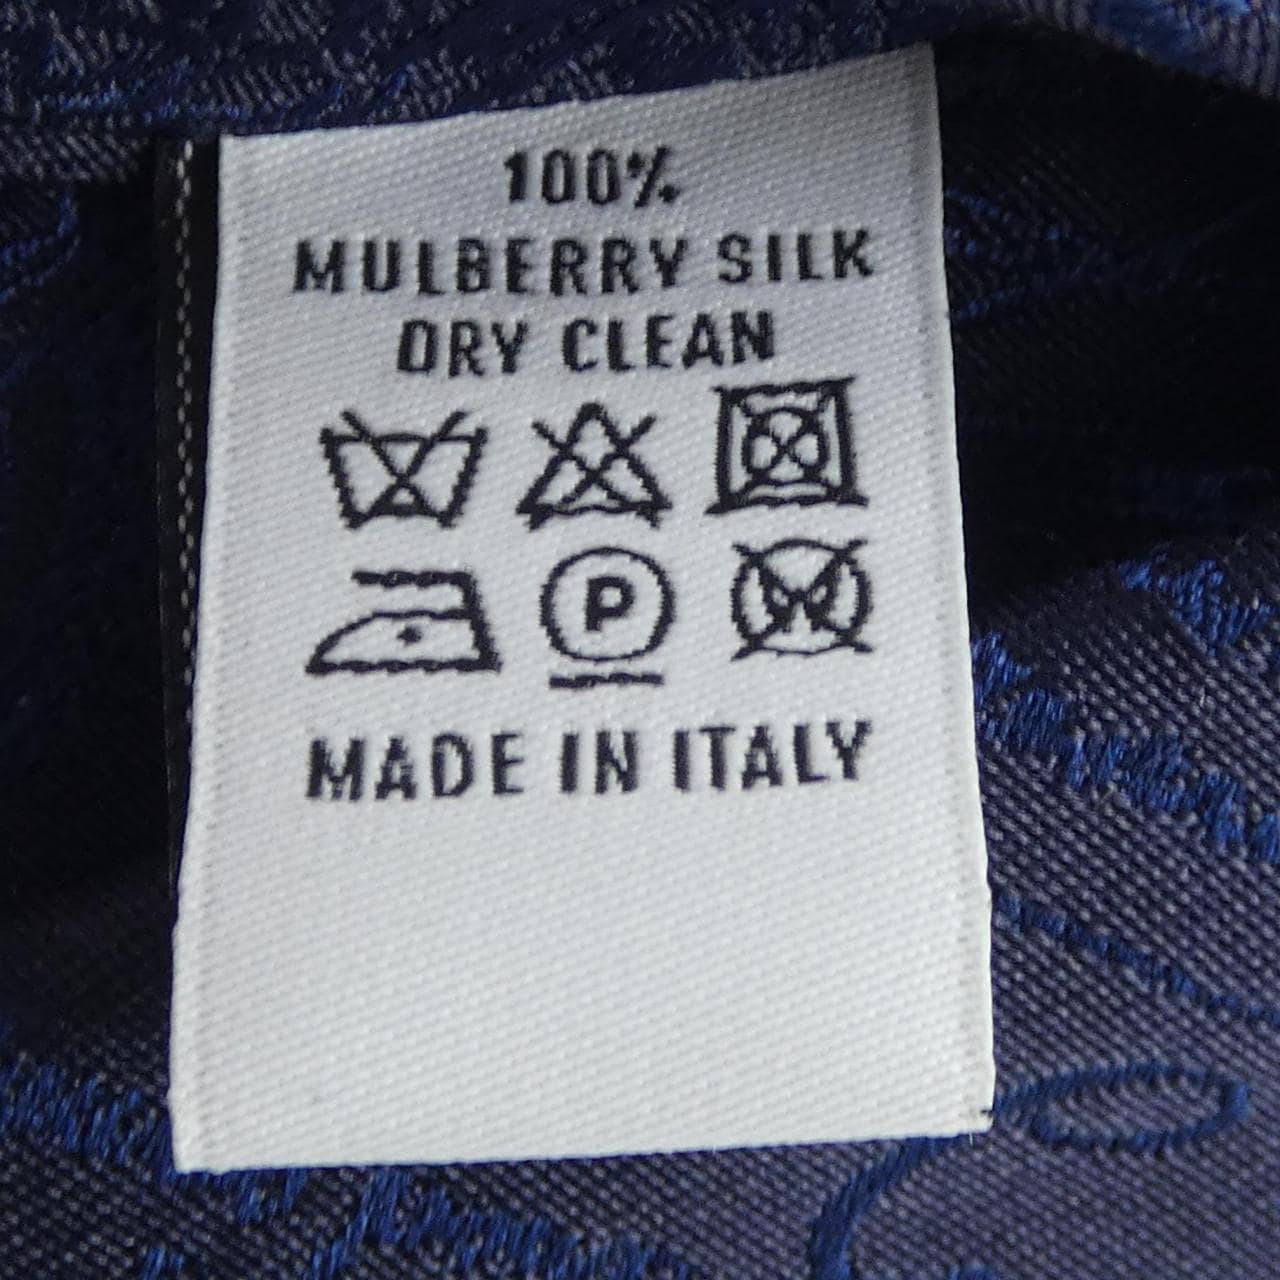 100%
MULBERRY SILK
DRY CLEAN
P
W
MADE IN ITALY